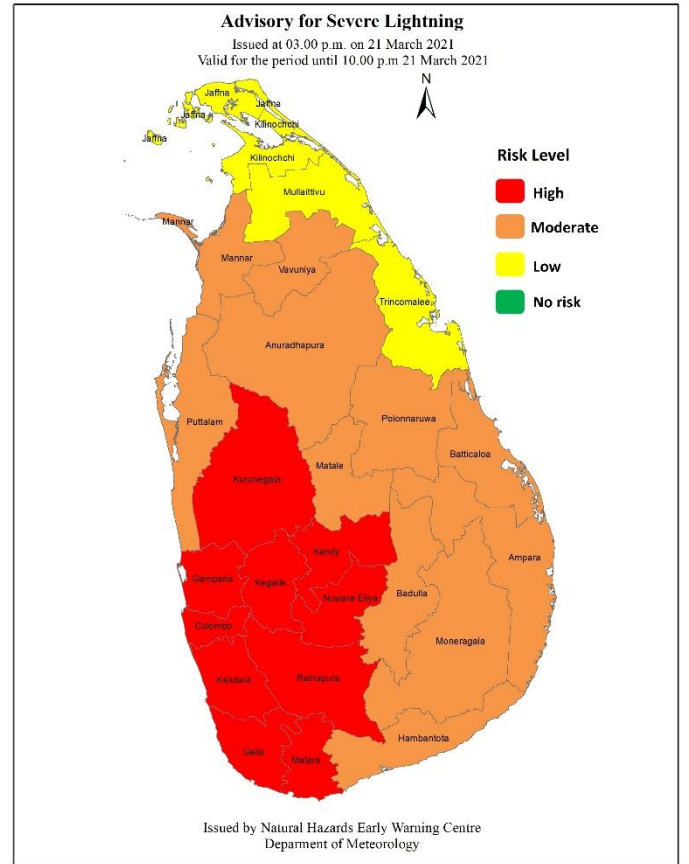 Advisory for Severe Lightning
Issued at 03.00 p.m. on 21 March 2021
Valid for the period until 10.00 p.m 21 March 2021
N
Jaffna
Jaffna
Jaffna
Jaffna
Kilinochchi
Kilinochchi
Mullaittivu
Risk Level
High
Moderate
Low
No risk
Mannar
Mannar
Vavuniya
Trincomalee
Anuradhapura
Puttalam
Polonnaruwa
Batticaloa
Matale
Kurunegala
Kandy
Ampara
Gampaha
Kegalle
Nuwara Eliya
Badulla
Colombo
Moneragala
Kalutara
Ratnapura
Hambantota
Galle
Matara
Issued by Natural Hazards Early Warning Centre
Deparment of Meteorology